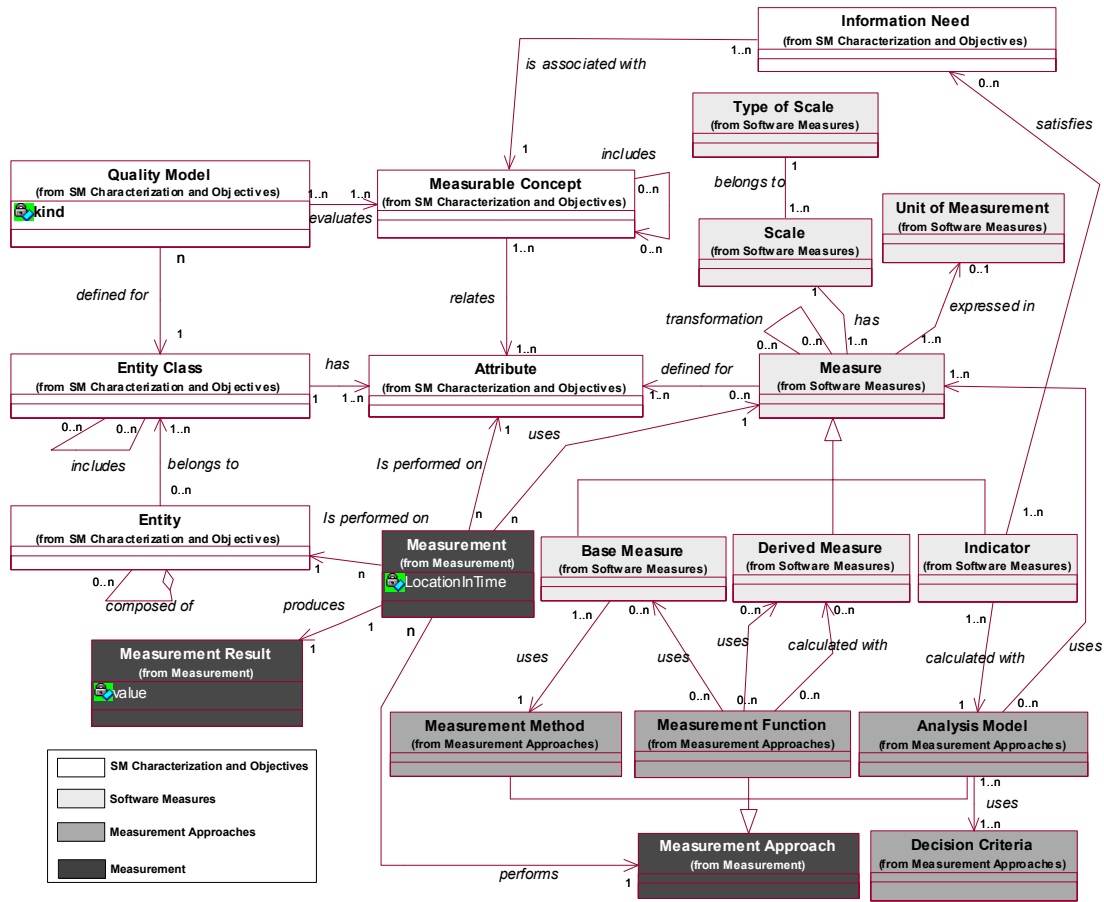 Information Need
(from SM Characterization and Objectives)
1..n
is associated with
0..n
Type of Scale
(from Software Measures)
satisfies
1
includes
1
Quality Model
(from SM Characterization and Objectives)
kind
1..n
1..n
evaluates
Measurable Concept
(from SM Characterization and Objectives)
0..n
0..n
belongs to
1..n
Unit of Measurement
(from Software Measures)
Scale
(from Software Measures)
n
1..n
0..1
defined for
relates
1
expressed in
transformation
has
0..n
0..n
1..n
1..n
1
1..n
Entity Class
(from SM Characterization and Objectives)
has
1
1..n
Attribute
(from SM Characterization and Objectives)
defined for
1..n
0..n
Measure
(from Software Measures)
1..n
0..n
0..n
1..n
includes
belongs to
0..n
1
uses
1
Is performed on
Entity
(from SM Characterization and Objectives)
Is performed on
n
n
1..n
1
n
Measurement
(from Measurement)
LocationInTime
Base Measure
(from Software Measures)
Derived Measure
(from Software Measures)
Indicator
(from Software Measures)
0..n
composed of
produces
1
n
1
1..n
0..n
0..n
0..n
1..n
Measurement Result
(from Measurement)
value
uses
uses
uses
calculated with
calculated with
uses
1
0..n
0..n
0..n
1
0..n
Measurement Method
(from Measurement Approaches)
Measurement Function
(from Measurement Approaches)
Analysis Model
(from Measurement Approaches)
SM Characterization and Objectives
Software Measures
Measurement Approaches
Measurement
1..n
uses
1..n
Measurement Approach
(from Measurement)
Decision Criteria
(from Measurement Approaches)
performs
1